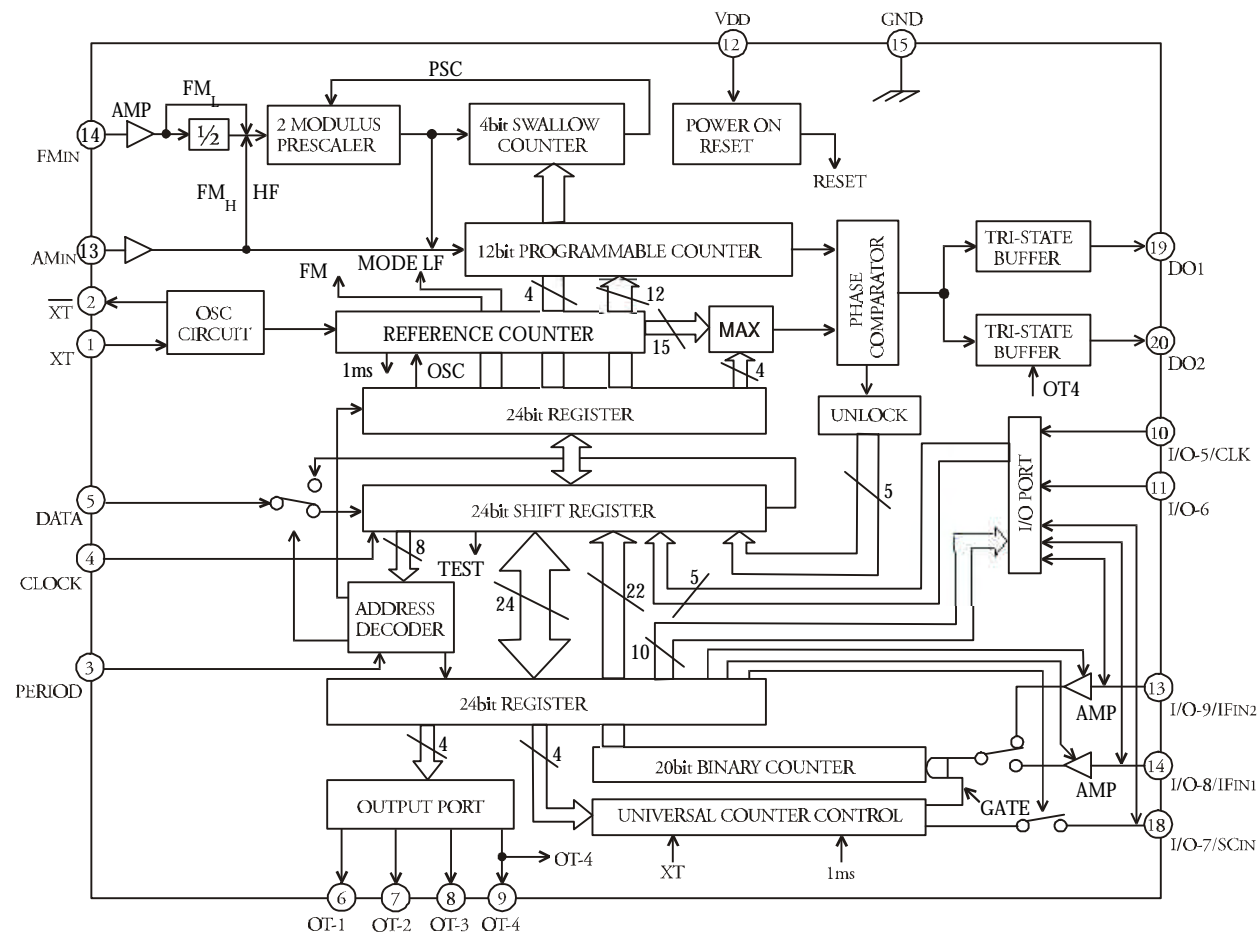 VDD
GND
12
15
PSC
FML
AMP
14
FMIN
1/2
2 MODULUS
PRESCALER
4bit SWALLOW
COUNTER
POWER ON
RESET
RESET
FMH
HF
13
AMIN
12bit PROGRAMMABLE COUNTER
PHASE
COMPARATOR
TRI-STATE
BUFFER
19
DO1
FM
MODE LF
4
12
2
XT
OSC
CIRCUIT
REFERENCE COUNTER
15
MAX
TRI-STATE
BUFFER
20
DO2
1
XT
1ms
OSC
4
OT4
24bit REGISTER
UNLOCK
10
I/O-5/CLK
5
DATA
24bit SHIFT REGISTER
5
I/O PORT
11
I/O-6
4
CLOCK
8
TEST
24
22
5
ADDRESS
DECODER
3
PERIOD
10
24bit REGISTER
13
I/O-9/IFIN2
AMP
4
4
20bit BINARY COUNTER
14
I/O-8/IFIN1
AMP
OUTPUT PORT
UNIVERSAL COUNTER CONTROL
GATE
18
I/O-7/SCIN
OT-4
XT
1ms
6
7
8
9
OT-1
OT-2
OT-3
OT-4